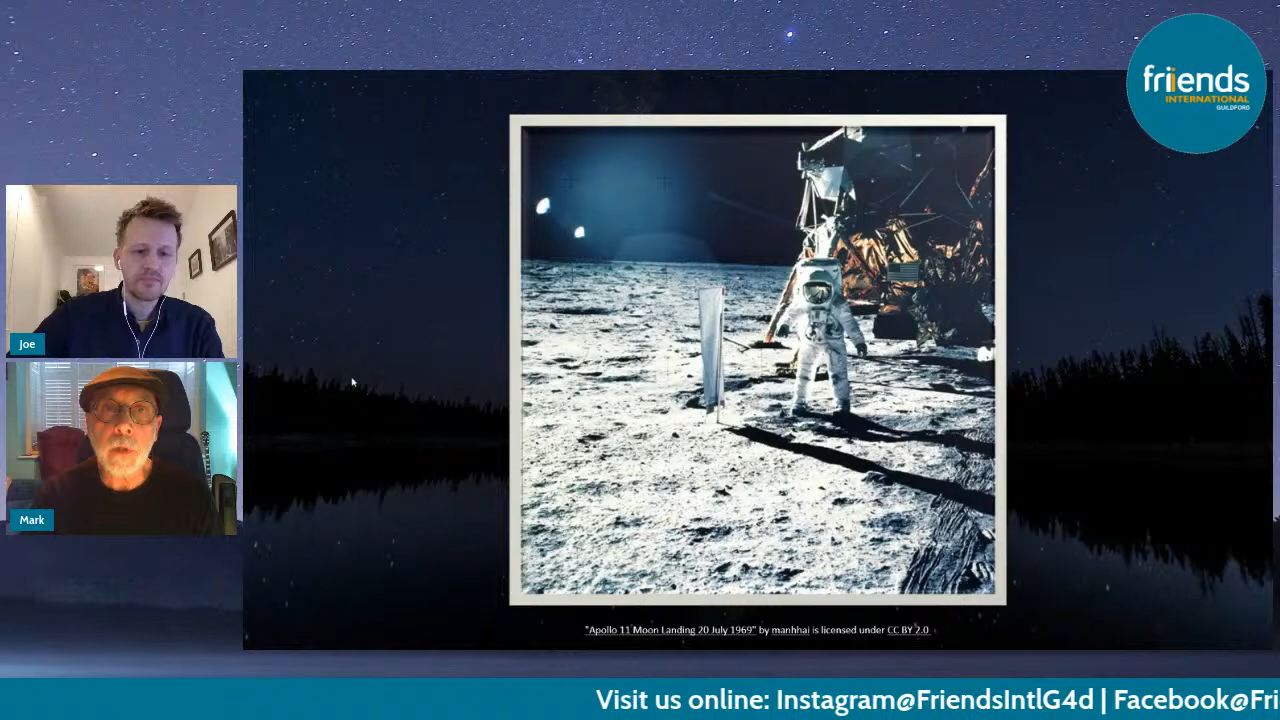 friends
INTERNATIONAL
GUILDFORD
Joe
Mark
"Apollo 11 Moon Landing 20 July 1969" by manhhai is licensed under CC BY 2.0
Visit us online: Instagram@FriendsIntlG4d | Facebook@Fri